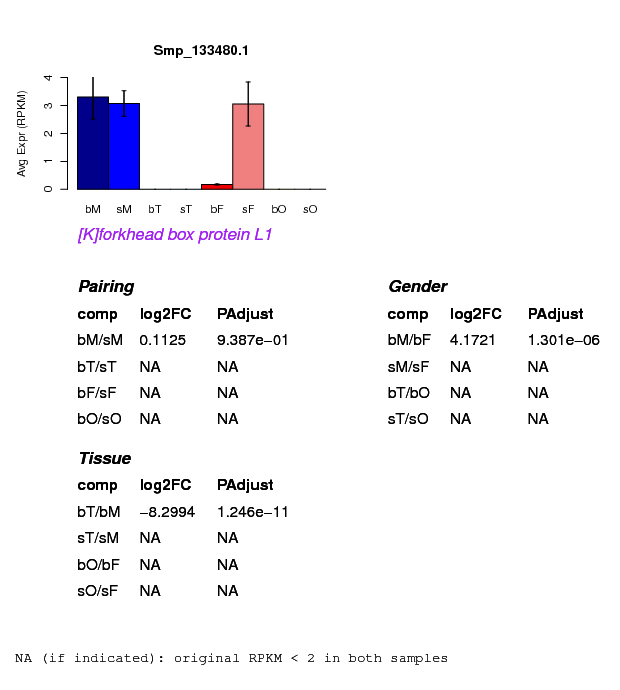 Smp_133480.1
Avg Expr (RPKM)
4
3
2
1
0
bM sM bT sT bF sF bO sO
[K]forkhead box protein L1
Pairing
comp log2FC PAdjust
bM/sM 0.1125 9.387e−01
bT/sT NA NA
bF/sF NA NA
bO/sO NA NA
Gender
comp log2FC PAdjust
bM/bF 4.1721 1.301e−06
sM/sF NA NA
bT/bO NA NA
sT/sO NA NA
Tissue
comp log2FC PAdjust
bT/bM −8.2994 1.246e−11
sT/sM NA NA
bO/bF NA NA
sO/sF NA NA
NA (if indicated): original RPKM < 2 in both samples